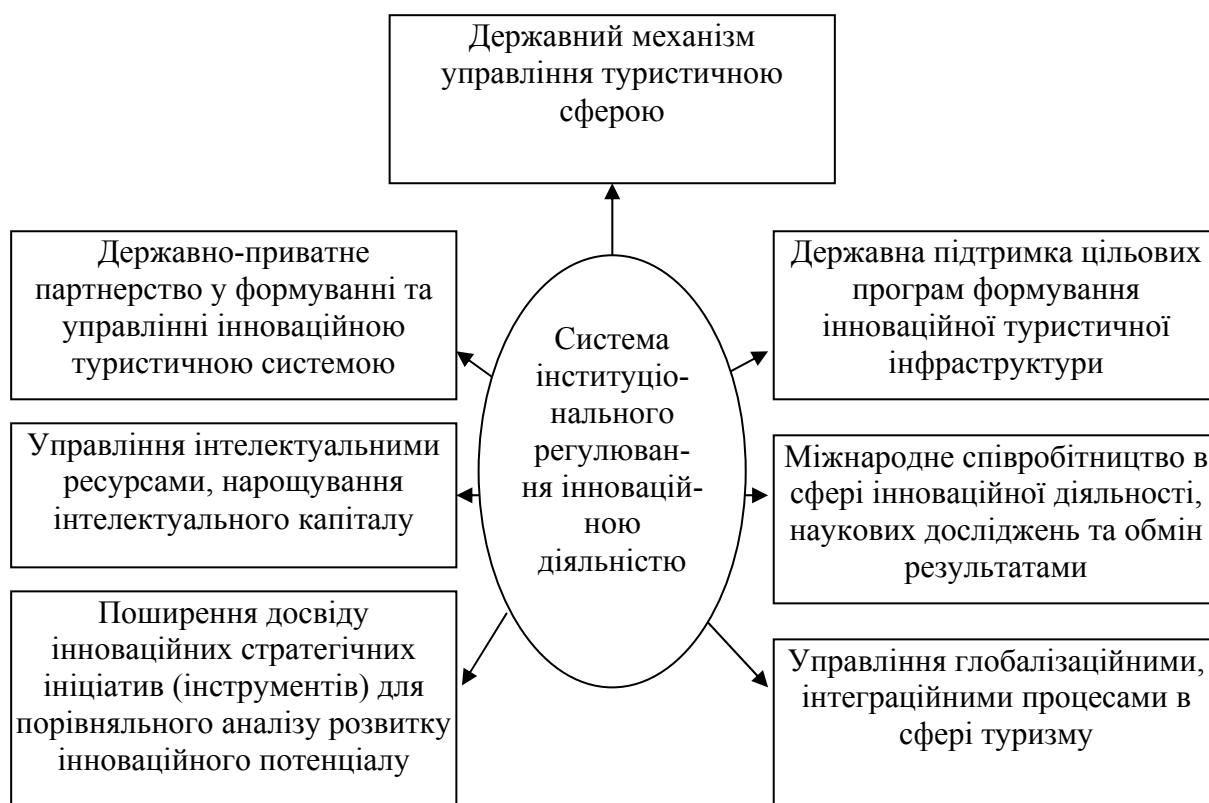 Державний механізм
управління туристичною
сферою
Державно-приватне
партнерство у формуванні та
управлінні інноваційною
туристичною системою
Управління інтелектуальними
ресурсами, нарощування
інтелектуального капіталу
Поширення досвіду
інноваційних стратегічних
ініціатив (інструментів) для
порівняльного аналізу розвитку
інноваційного потенціалу
Система
інституціо-
нального
регулюван-
ня інновацій-
ною
діяльністю
Державна підтримка цільових
програм формування
інноваційної туристичної
інфраструктури
Міжнародне співробітництво в
сфері інноваційної діяльності,
наукових досліджень та обмін
результатами
Управління глобалізаційними,
інтеграційними процесами в
сфері туризму